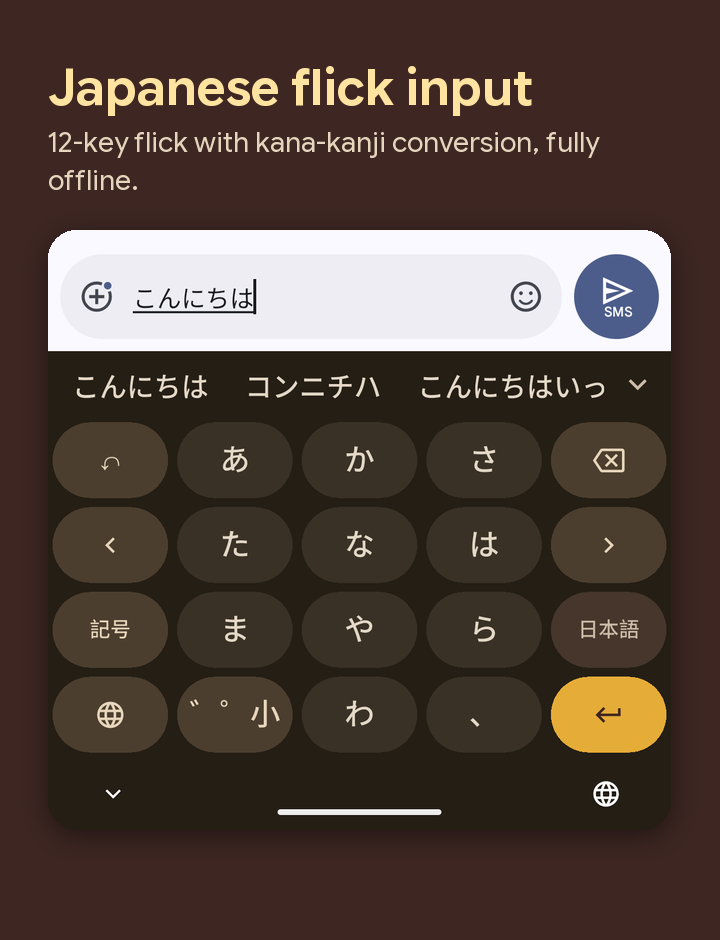 Japanese flick input
12-key flick with kana-kanji conversion, fully
offline.
こんにちは
SMS
こんにちは コンニチハ こんにちはいっ
あ か さ
た な は
記号 ま や ら 日本語
゛゜小 わ 、